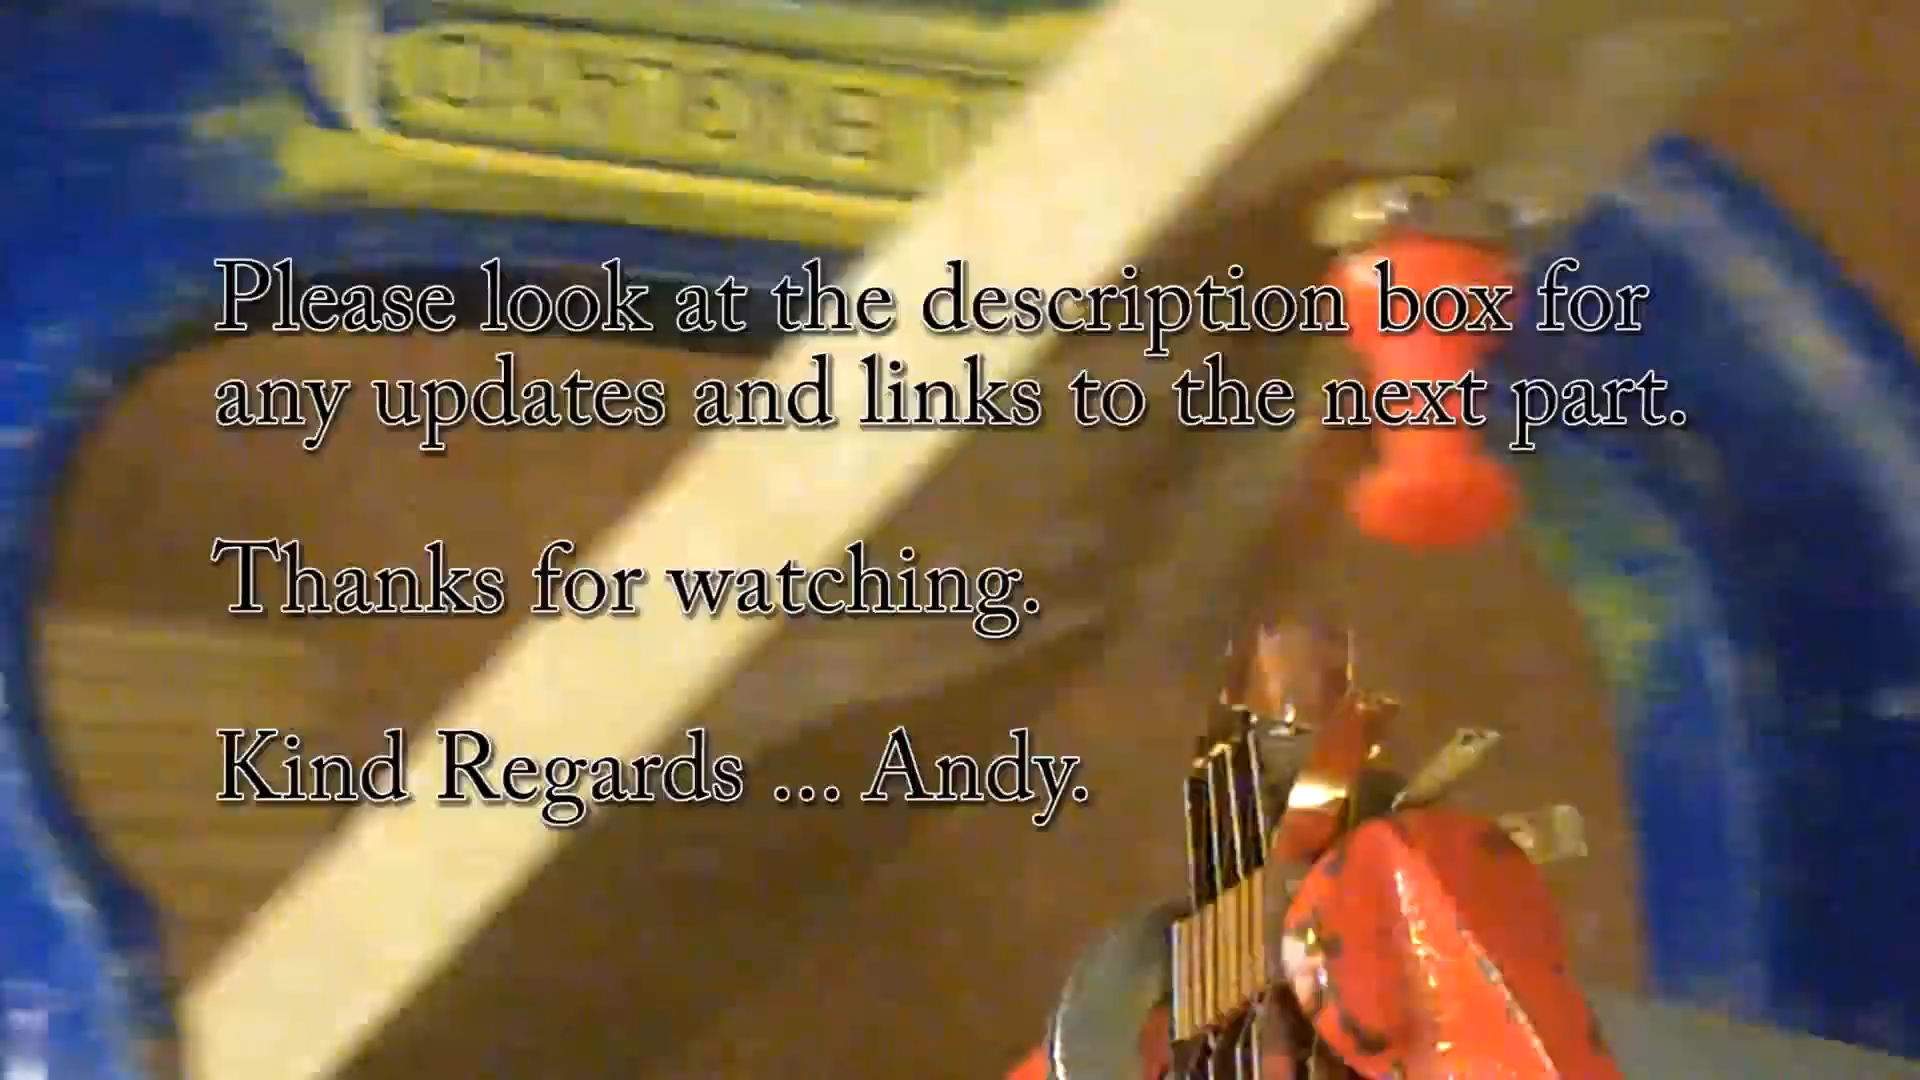 Please look at the description box for
any updates and links to the next part.
Thanks for watching.
Kind Regards ... Andy.